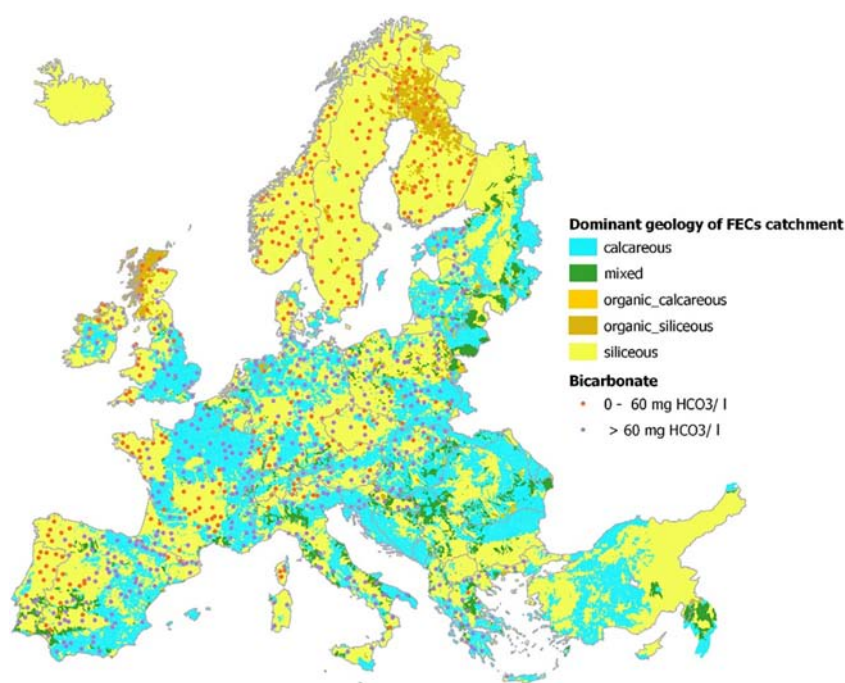 Dominant geology of FECs catchment
calcareous
mixed
organic_calcareous
organic_siliceous
siliceous
Bicarbonate
0 - 60 mg HCO3/ l
> 60 mg HCO3/ l